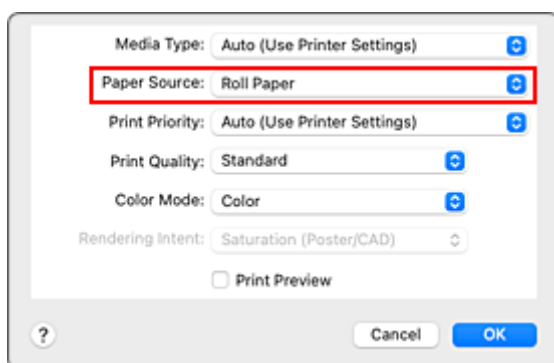 Media Type: Auto (Use Printer Settings)
Paper Source: Roll Paper
Print Priority: Auto (Use Printer Settings)
Print Quality: Standard
Color Mode: Color
Rendering Intent: Saturation (Poster/CAD)
Print Preview
? Cancel OK